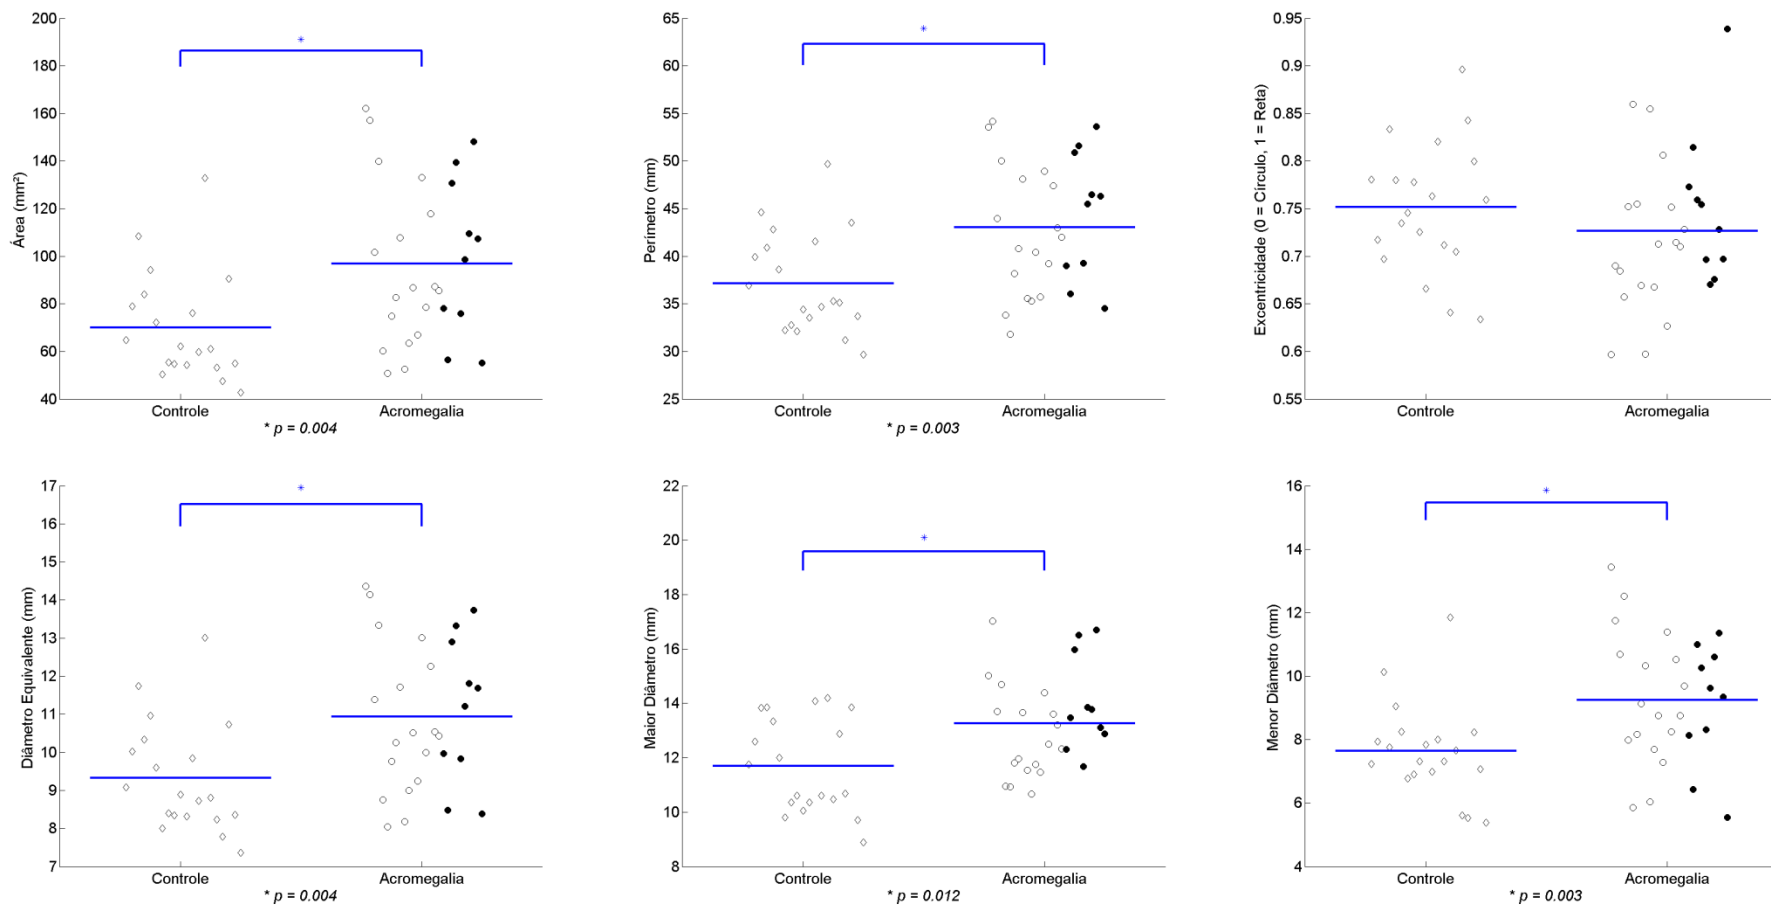 Área (mm²)
200
180
160
140
120
100
80
60
40
*
Controle
Acromegalia
* p = 0.004
Perimetro (mm)
65
60
55
50
45
40
35
30
25
*
Controle
Acromegalia
* p = 0.003
Excentricidade (0 = Círculo, 1 = Reta)
0.95
0.9
0.85
0.8
0.75
0.7
0.65
0.6
0.55
Controle
Acromegalia
Diâmetro Equivalente (mm)
17
16
15
14
13
12
11
10
9
8
7
*
Controle
Acromegalia
* p = 0.004
Maior Diâmetro (mm)
22
20
18
16
14
12
10
8
*
Controle
Acromegalia
* p = 0.012
Menor Diâmetro (mm)
16
14
12
10
8
6
4
*
Controle
Acromegalia
* p = 0.003